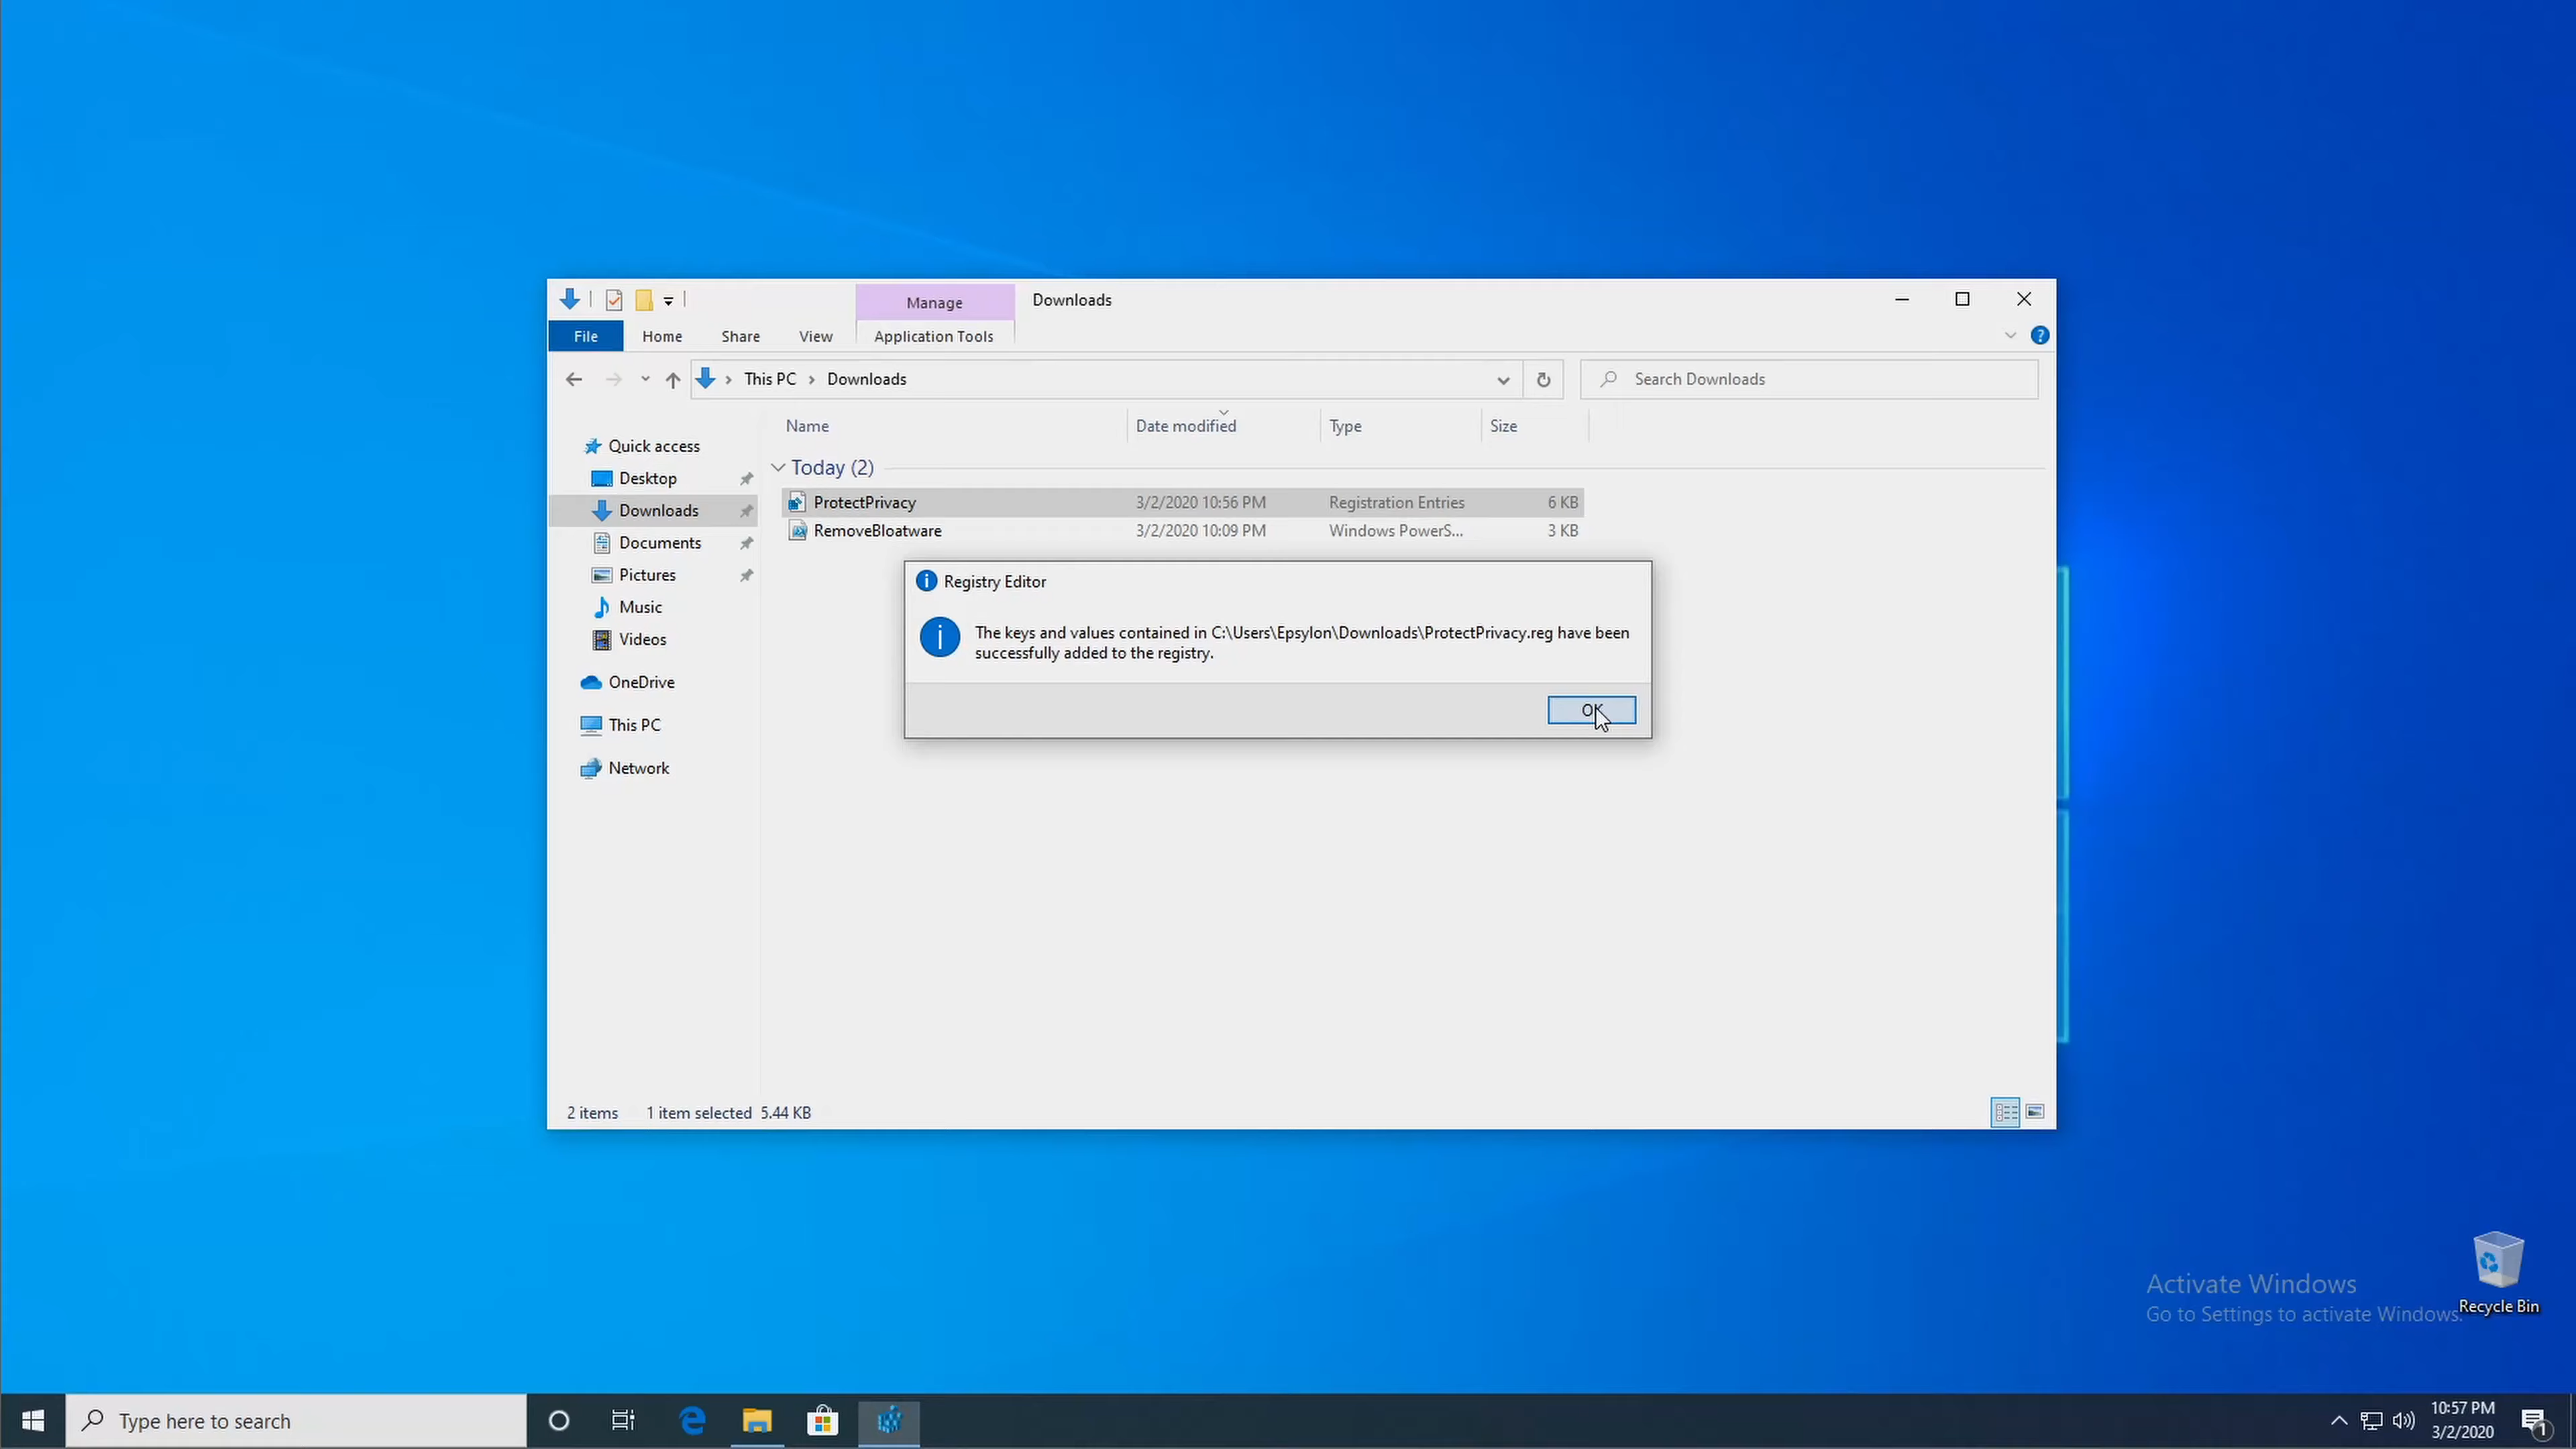 Manage
Downloads
File
Home
Share
View
Application Tools
This PC
Downloads
Search Downloads
Name
Date modified
Type
Size
Quick access
Desktop
Downloads
Documents
Pictures
Music
Videos
OneDrive
This PC
Network
Today (2)
ProtectPrivacy 3/2/2020 10:56 PM Registration Entries 6 KB
RemoveBloatware 3/2/2020 10:09 PM Windows PowerS... 3 KB
Registry Editor
The keys and values contained in C:\Users\Epsylon\Downloads\ProtectPrivacy.reg have been
successfully added to the registry.
OK
2 items 1 item selected 5.44 KB
Activate Windows
Go to Settings to activate Windows.
Recycle Bin
Type here to search
10:57 PM
3/2/2020
1